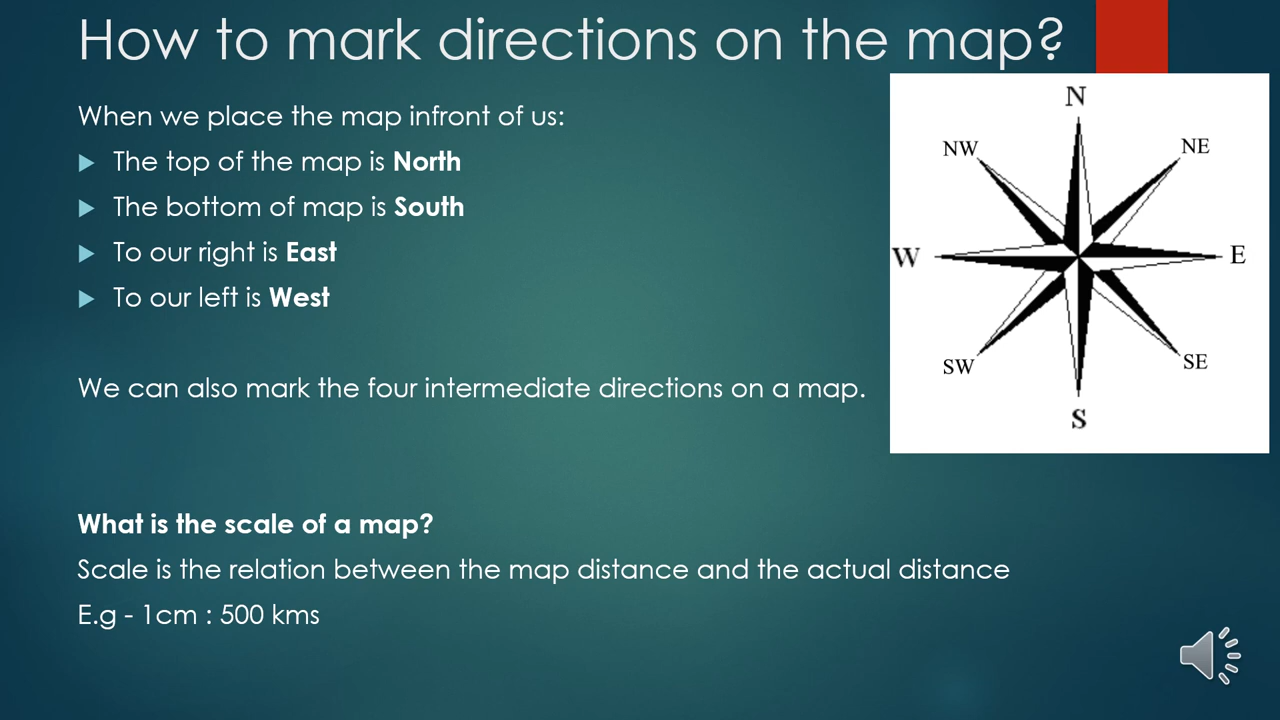 How to mark directions on the map?
When we place the map infront of us:
The top of the map is North
The bottom of map is South
To our right is East
To our left is West
We can also mark the four intermediate directions on a map.
N
NW
NE
W
E
SW
SE
S
What is the scale of a map?
Scale is the relation between the map distance and the actual distance
E.g - 1cm : 500 kms